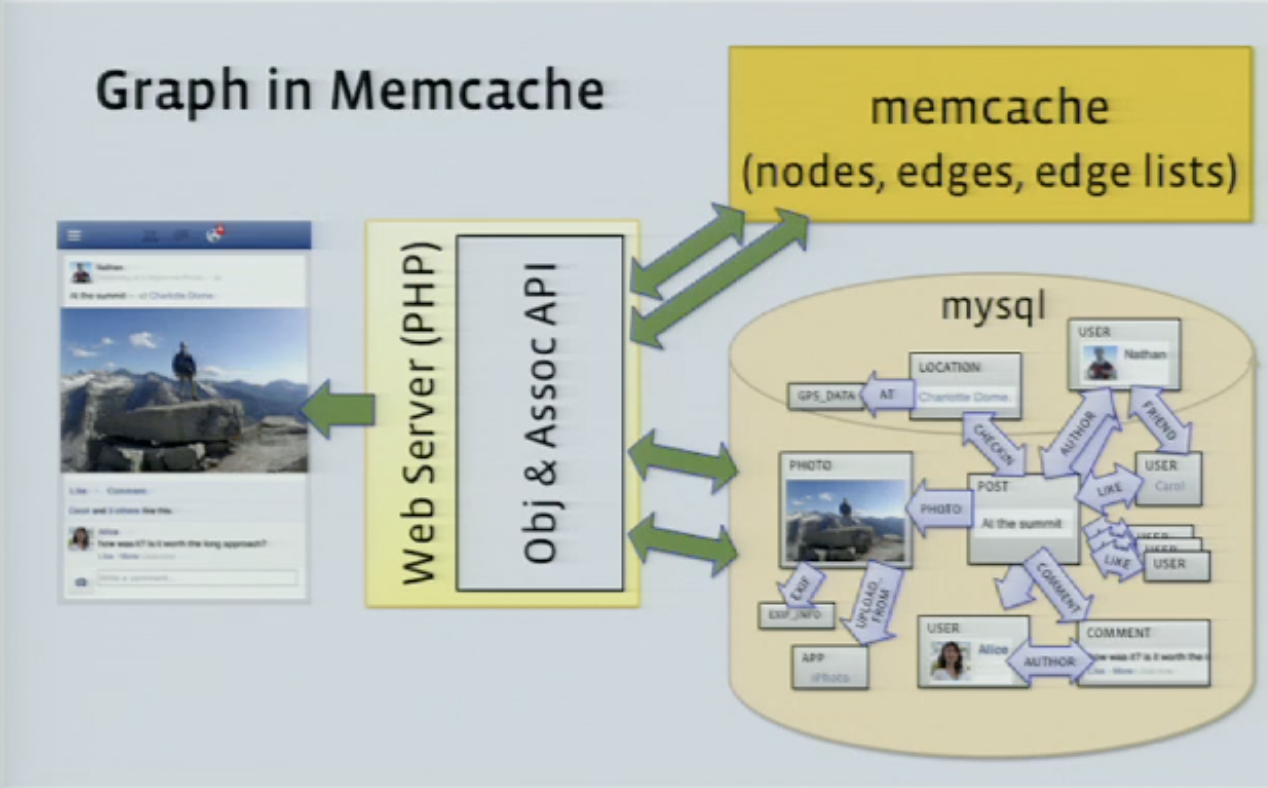 Graph in Memcache
memcache
(nodes, edges, edge lists)
Nathan
At the summit — at Charlotte Dome.
Like · Comment
Carol and 3 others like this.
Alice
how was it? Is it worth the long approach?
Like · More
Write a comment...
Web Server (PHP)
Obj & Assoc API
mysql
USER
Nathan
LOCATION
Charlotte Dome.
AT
GPS_DATA
CHECKIN
AUTHOR
FRIEND
PHOTO
POST
At the summit
PHOTO
LIKE
USER
Carol
USER
USER
LIKE
USER
EXIF
EXIF_INFO
UPLOAD_
FROM
APP
iPhoto
COMMENT
USER
Alice
AUTHOR
COMMENT
how was it? Is it worth the
Like · More